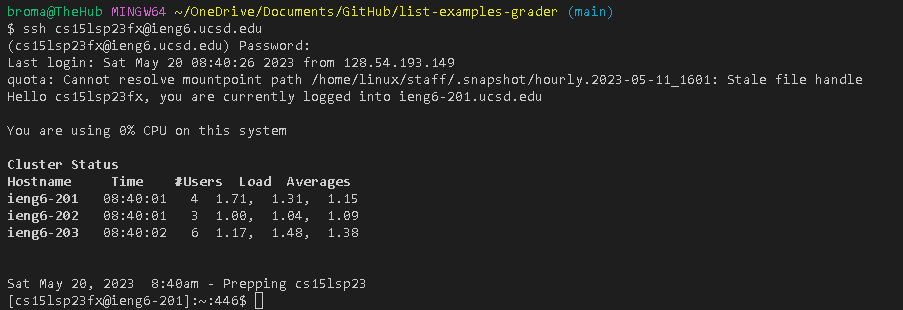 broma@TheHub MINGW64 ~/OneDrive/Documents/GitHub/list-examples-grader (main)
$ ssh cs15lsp23fx@ieng6.ucsd.edu
(cs15lsp23fx@ieng6.ucsd.edu) Password:
Last login: Sat May 20 08:40:26 2023 from 128.54.193.149
quota: Cannot resolve mountpoint path /home/linux/staff/.snapshot/hourly.2023-05-11_1601: Stale file handle
Hello cs15lsp23fx, you are currently logged into ieng6-201.ucsd.edu
You are using 0% CPU on this system
Cluster Status
Hostname     Time    #Users  Load  Averages
ieng6-201   08:40:01   4  1.71,  1.31,  1.15
ieng6-202   08:40:01   3  1.00,  1.04,  1.09
ieng6-203   08:40:02   6  1.17,  1.48,  1.38
Sat May 20, 2023  8:40am - Prepping cs15lsp23
[cs15lsp23fx@ieng6-201]:~:446$